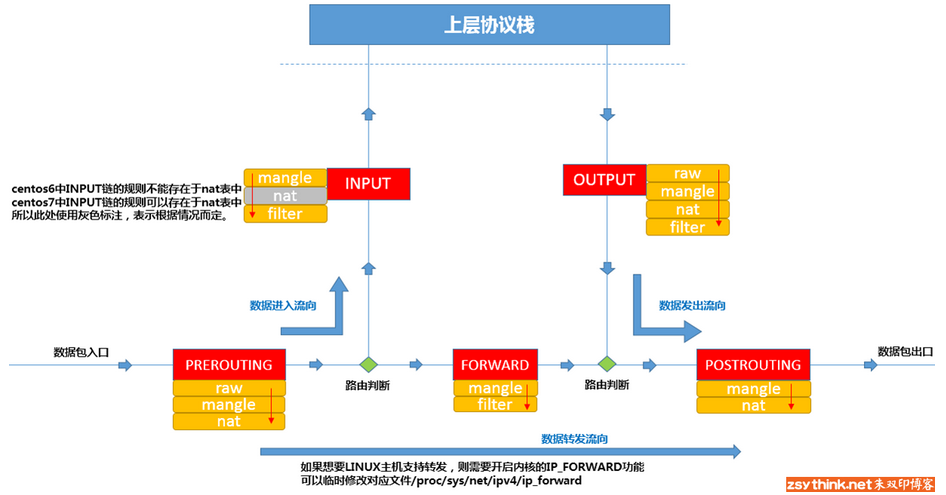 上层协议栈
centos6中INPUT链的规则不能存在于nat表中
centos7中INPUT链的规则可以存在于nat表中
所以此处使用灰色标注，表示根据情况而定。
mangle
nat
filter
INPUT
OUTPUT
raw
mangle
nat
filter
数据进入流向
数据发出流向
数据包入口
PREROUTING
raw
mangle
nat
路由判断
FORWARD
mangle
filter
路由判断
POSTROUTING
mangle
nat
数据包出口
数据转发流向
如果想要LINUX主机支持转发，则需要开启内核的IP_FORWARD功能
可以临时修改对应文件/proc/sys/net/ipv4/ip_forward
zsythink.net朱双印博客